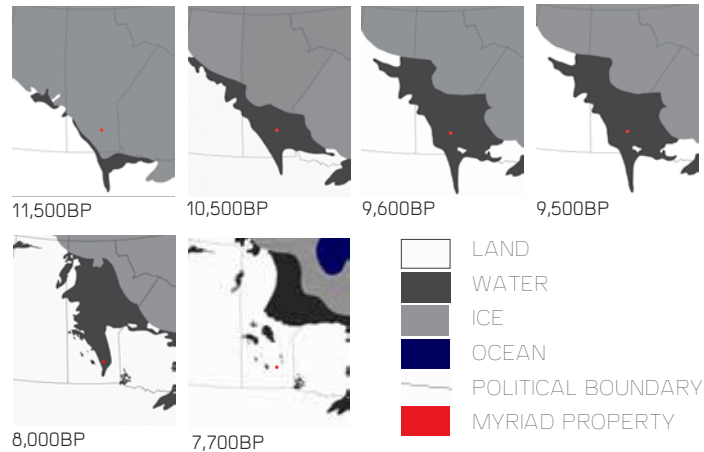 11,500BP
10,500BP
9,600BP
9,500BP
8,000BP
7,700BP
LAND
WATER
ICE
OCEAN
POLITICAL BOUNDARY
MYRIAD PROPERTY